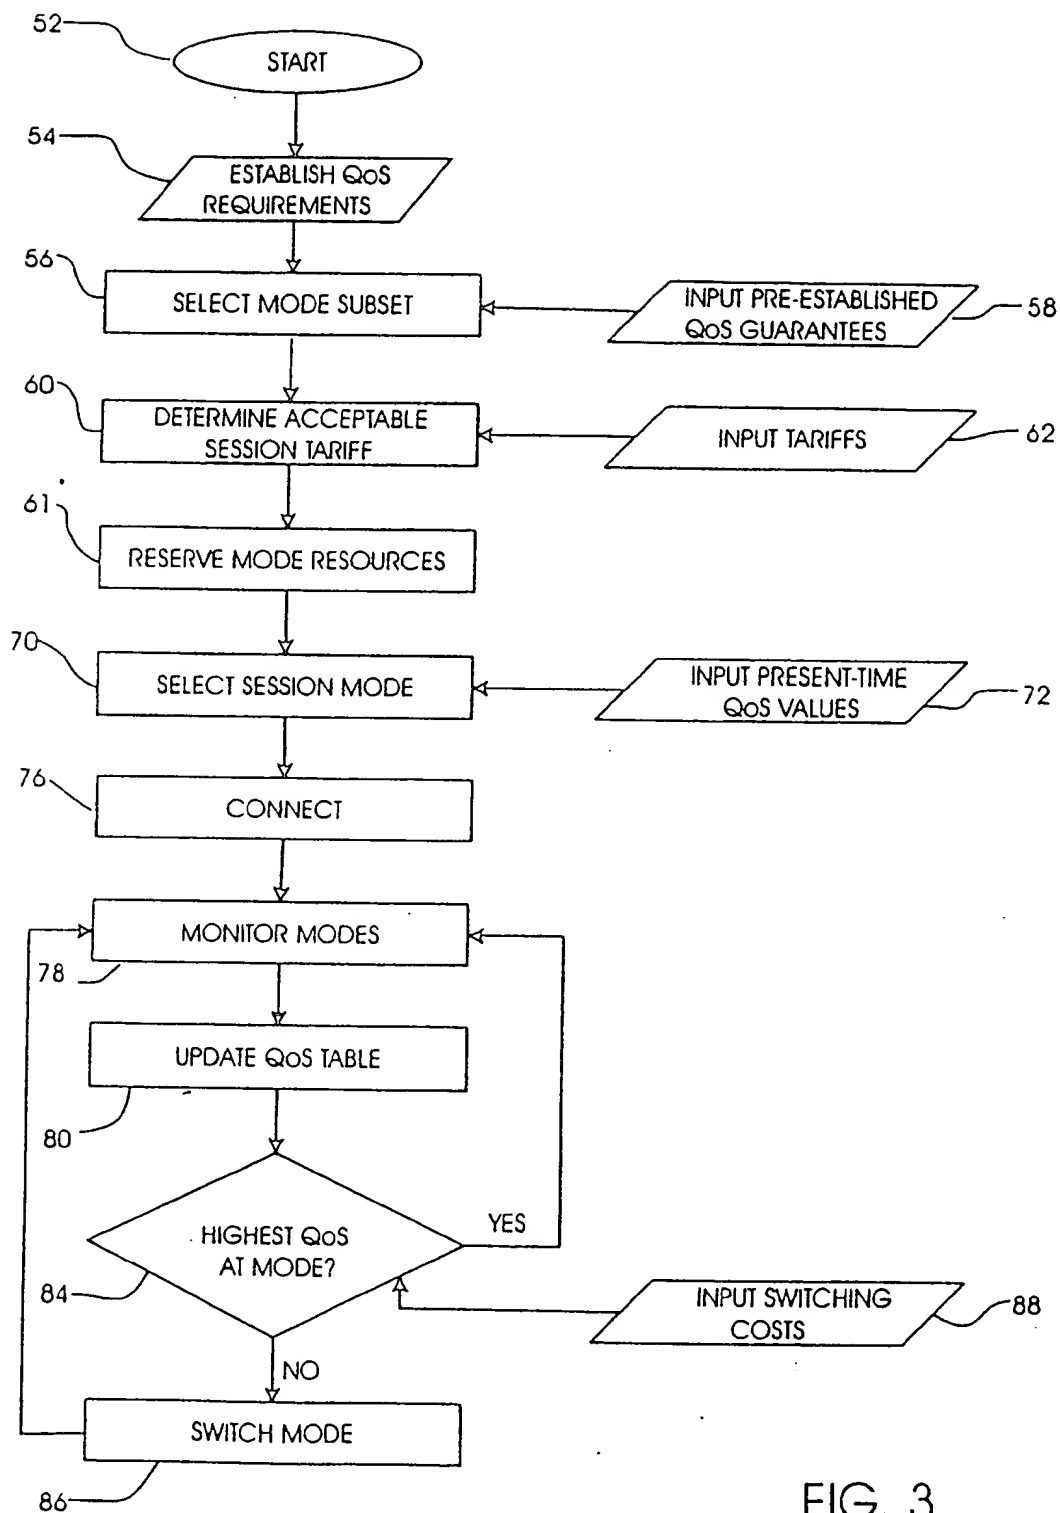 52
START
54
ESTABLISH QoS
REQUIREMENTS
56
SELECT MODE SUBSET
INPUT PRE-ESTABLISHED
QoS GUARANTEES
58
60
DETERMINE ACCEPTABLE
SESSION TARIFF
INPUT TARIFFS
62
61
RESERVE MODE RESOURCES
70
SELECT SESSION MODE
INPUT PRESENT-TIME
QoS VALUES
72
76
CONNECT
MONITOR MODES
78
UPDATE QoS TABLE
80
HIGHEST QoS
AT MODE?
YES
84
INPUT SWITCHING
COSTS
88
NO
SWITCH MODE
86
FIG. 3